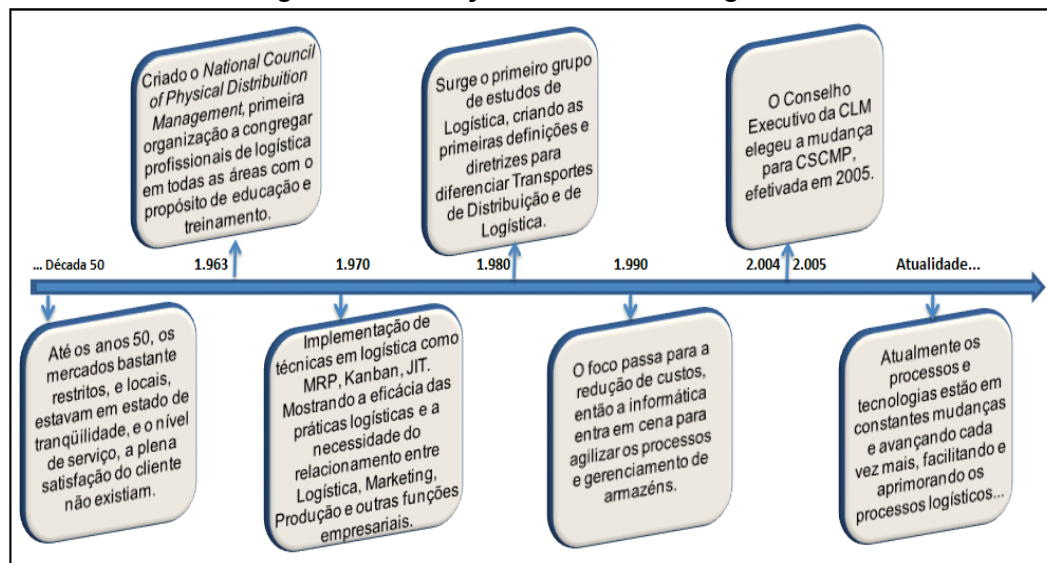 Criado o National Council
of Physical Distribuition
Management, primeira
organização a congregar
profissionais de logística
em todas as áreas com o
propósito de educação e
treinamento.
Surge o primeiro grupo
de estudos de
Logística, criando as
primeiras definições e
diretrizes para
diferenciar Transportes
de Distribuição e de
Logística.
O Conselho
Executivo da CLM
elegeu a mudança
para CSCMP,
efetivada em 2005.
... Década 50 1.963 1.970 1.980 1.990 2.004 2.005 Atualidade...
Até os anos 50, os
mercados bastante
restritos, e locais,
estavam em estado de
tranqüilidade, e o nível
de serviço, a plena
satisfação do cliente
não existiam.
Implementação de
técnicas em logística como
MRP, Kanban, JIT.
Mostrando a eficácia das
práticas logísticas e a
necessidade do
relacionamento entre
Logística, Marketing,
Produção e outras funções
empresariais.
O foco passa para a
redução de custos,
então a informática
entra em cena para
agilizar os processos
e gerenciamento de
armazéns.
Atualmente os
processos e
tecnologias estão em
constantes mudanças
e avançando cada
vez mais, facilitando e
aprimorando os
processos logísticos...